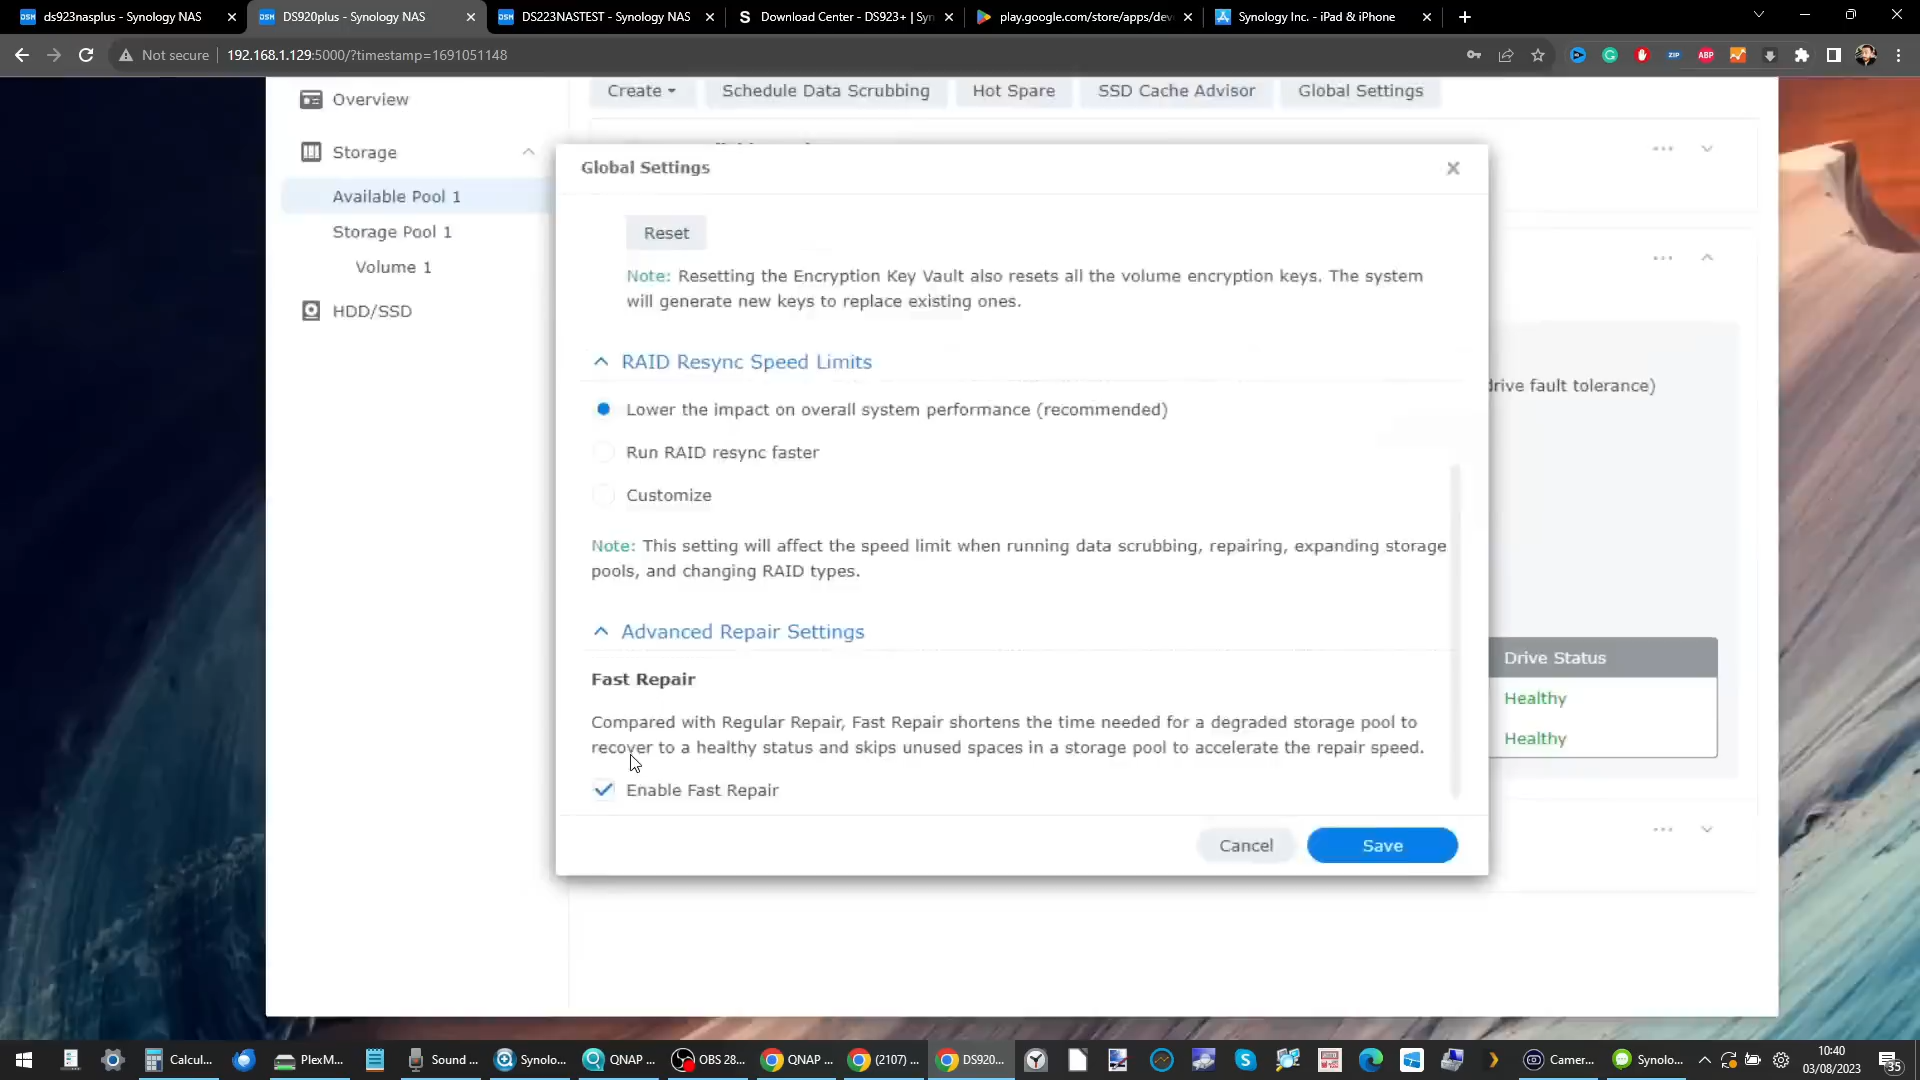 ds923nasplus - Synology NAS
DS920plus - Synology NAS
DS223NASTEST - Synology NAS
Download Center - DS923+ | Syn
play.google.com/store/apps/dev
Synology Inc. - iPad & iPhone
Not secure
192.168.1.129:5000/?timestamp=1691051148
Overview
Create
Schedule Data Scrubbing
Hot Spare
SSD Cache Advisor
Global Settings
Storage
Available Pool 1
Storage Pool 1
Volume 1
HDD/SSD
Global Settings
Reset
Note: Resetting the Encryption Key Vault also resets all the volume encryption keys. The system
will generate new keys to replace existing ones.
RAID Resync Speed Limits
Lower the impact on overall system performance (recommended)
drive fault tolerance)
Run RAID resync faster
Customize
Note: This setting will affect the speed limit when running data scrubbing, repairing, expanding storage
pools, and changing RAID types.
Advanced Repair Settings
Drive Status
Healthy
Healthy
Fast Repair
Compared with Regular Repair, Fast Repair shortens the time needed for a degraded storage pool to
recover to a healthy status and skips unused spaces in a storage pool to accelerate the repair speed.
Enable Fast Repair
Cancel
Save
Calcul...
PlexM...
Sound ...
Synolo...
QNAP ...
OBS 28...
QNAP ...
(2107) ...
DS920...
Camer...
Synolo...
10:40
03/08/2023
35